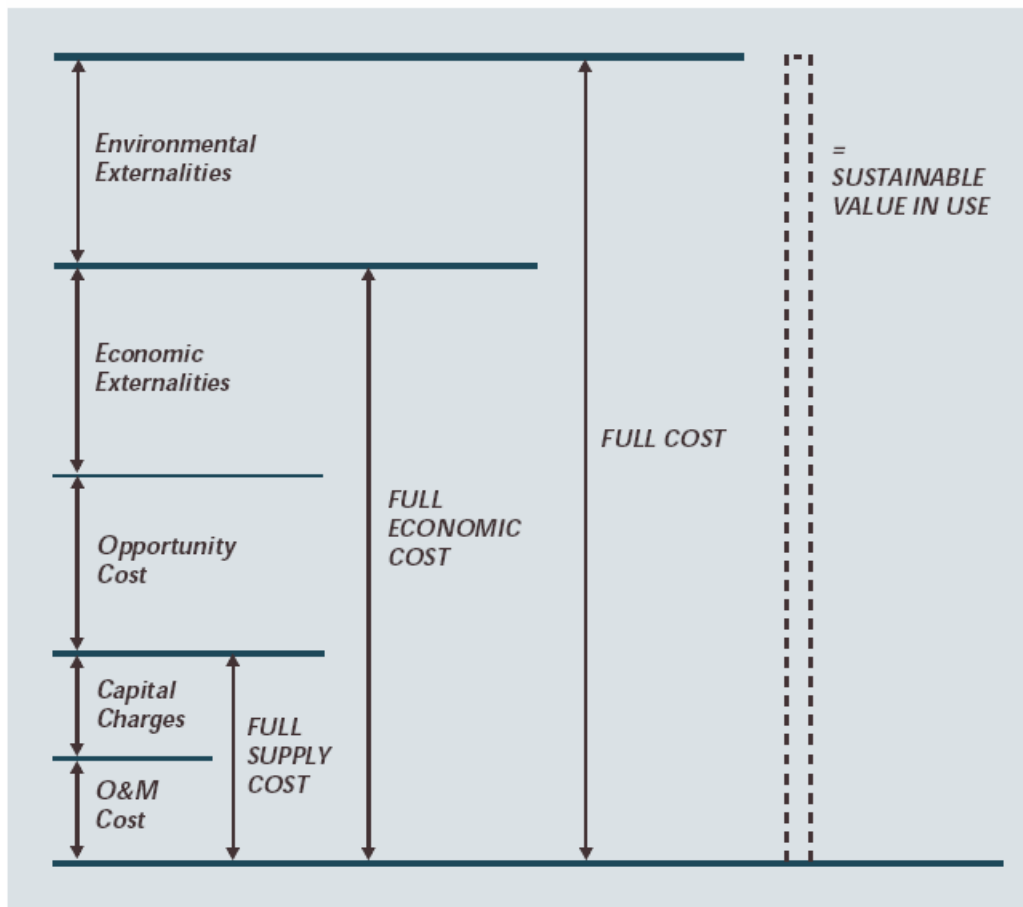 Environmental
Externalities
=
SUSTAINABLE
VALUE IN USE
Economic
Externalities
FULL COST
FULL
ECONOMIC
COST
Opportunity
Cost
Capital
Charges
FULL
SUPPLY
COST
O&M
Cost